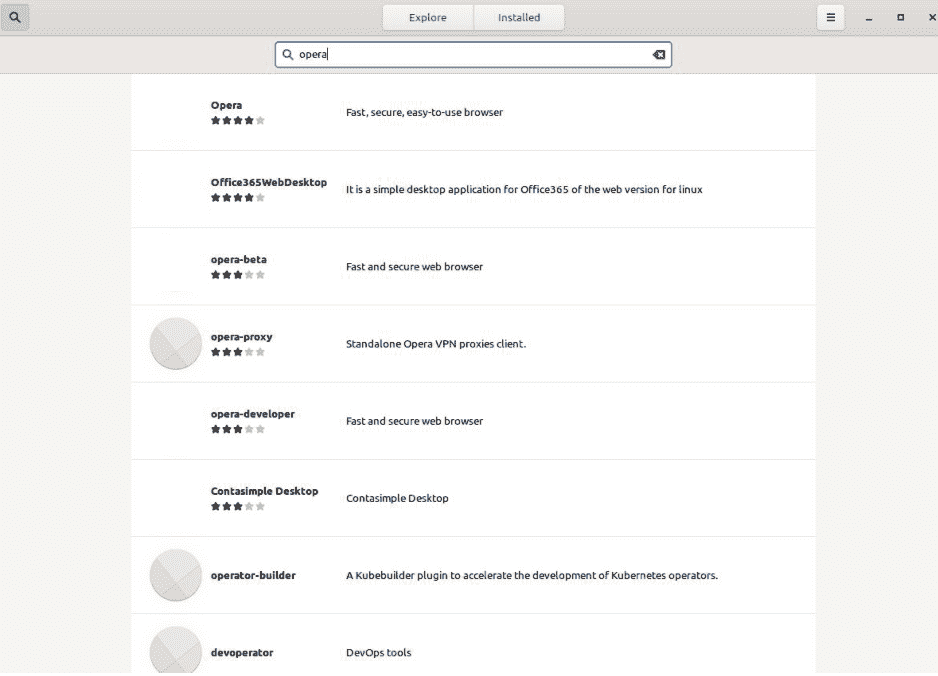 Explore Installed
opera
Opera
Fast, secure, easy-to-use browser
Office365WebDesktop
It is a simple desktop application for Office365 of the web version for linux
opera-beta
Fast and secure web browser
opera-proxy
Standalone Opera VPN proxies client.
opera-developer
Fast and secure web browser
Contasimple Desktop
Contasimple Desktop
operator-builder
A Kubebuilder plugin to accelerate the development of Kubernetes operators.
devoperator
DevOps tools